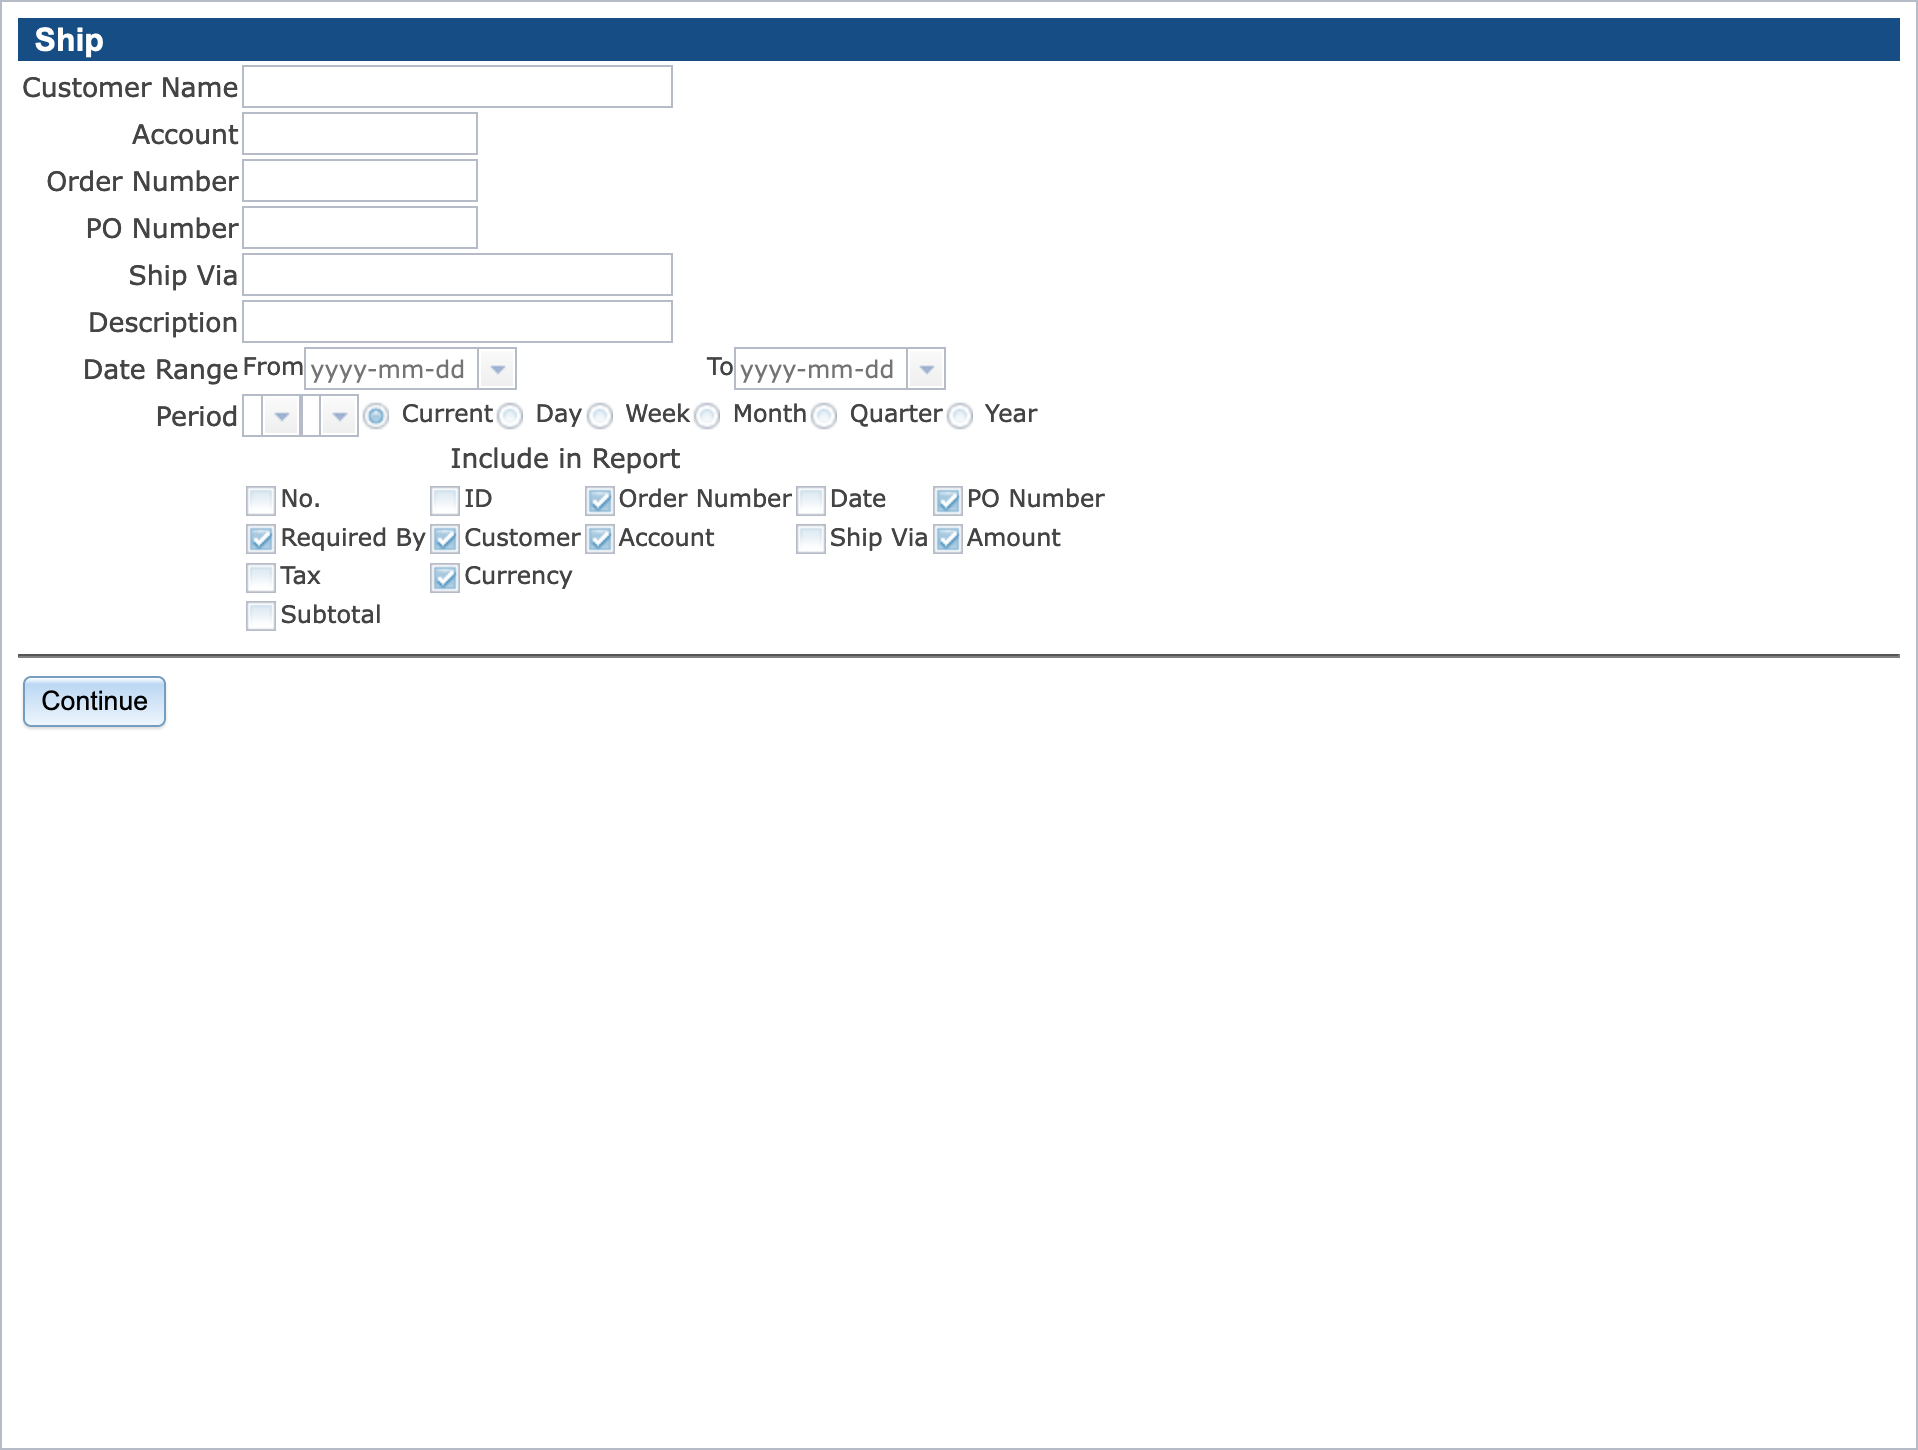 Ship
Customer Name
Account
Order Number
PO Number
Ship Via
Description
Date Range From yyyy-mm-dd To yyyy-mm-dd
Period Current Day Week Month Quarter Year
Include in Report
No. ID Order Number Date PO Number
Required By Customer Account Ship Via Amount
Tax Currency
Subtotal
Continue